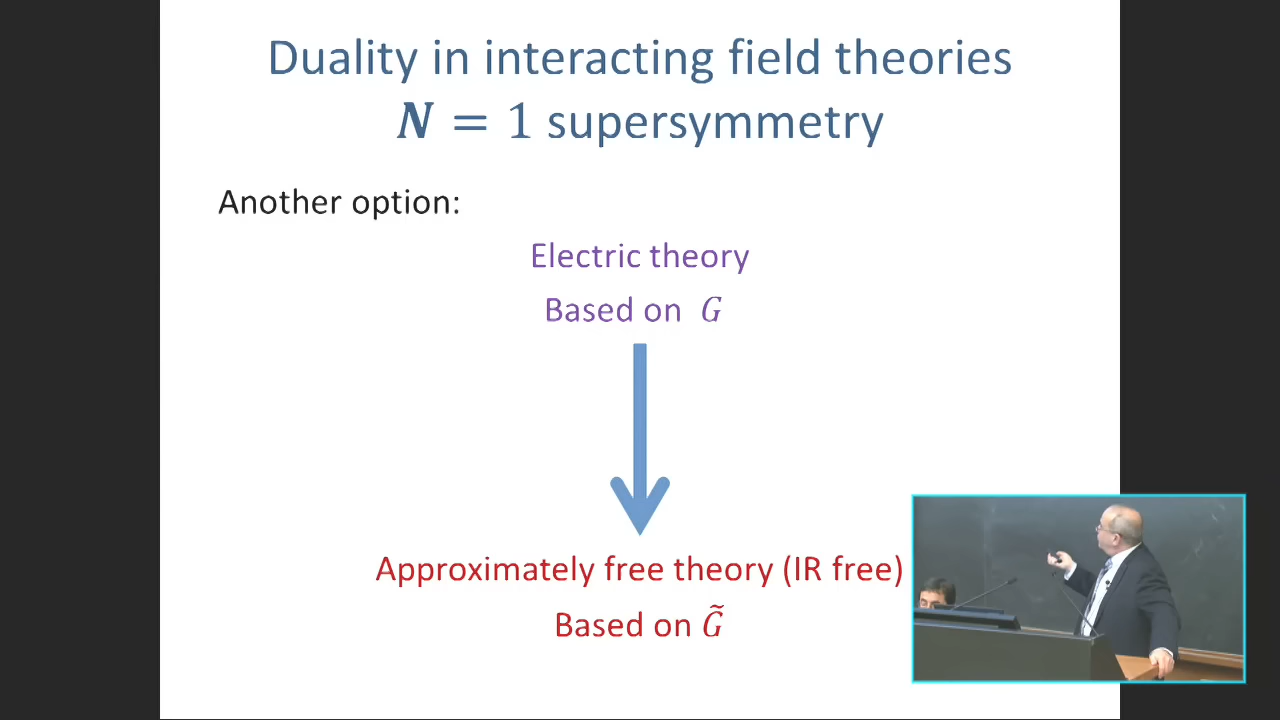 Duality in interacting field theories
𝑵 = 1 supersymmetry
Another option:
Electric theory
Based on 𝐺
Approximately free theory (IR free)
Based on 𝐺̃